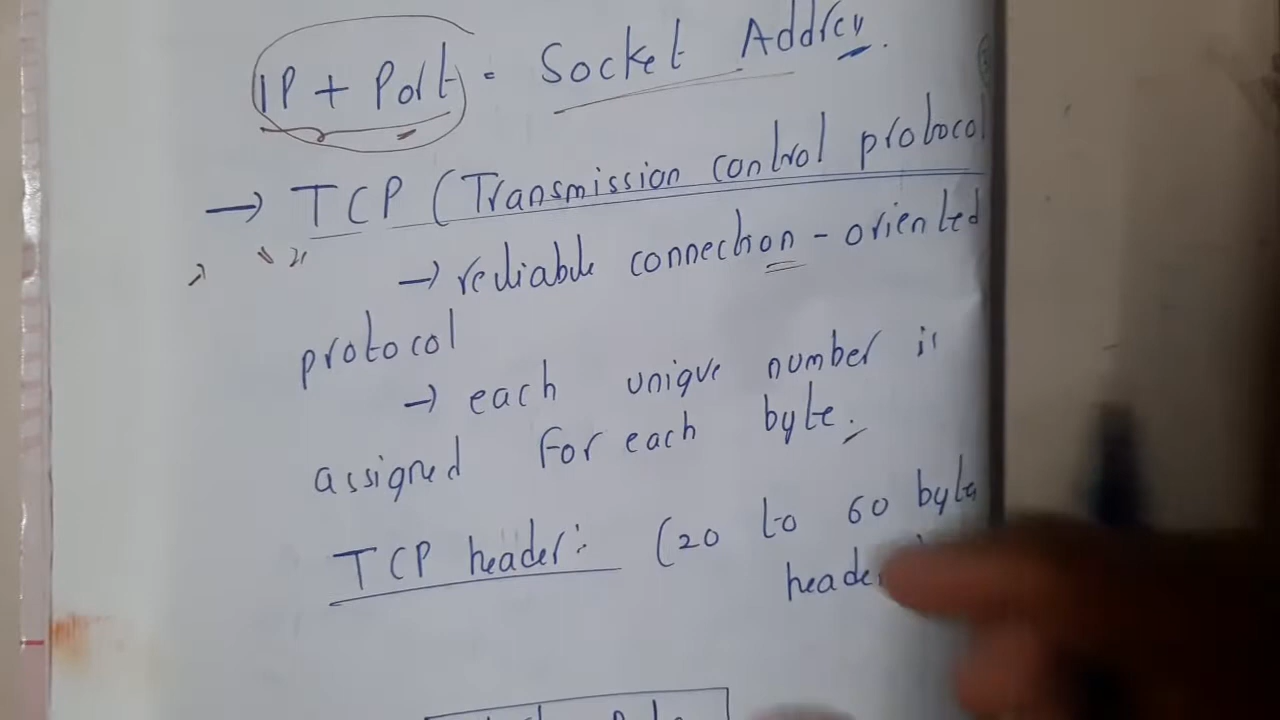 IP + Port = Socket Address.
→ TCP (Transmission control protocol
→ reliable connection - oriented
protocol
→ each unique number is
assigned for each byte.
TCP header: (20 to 60 byte
header